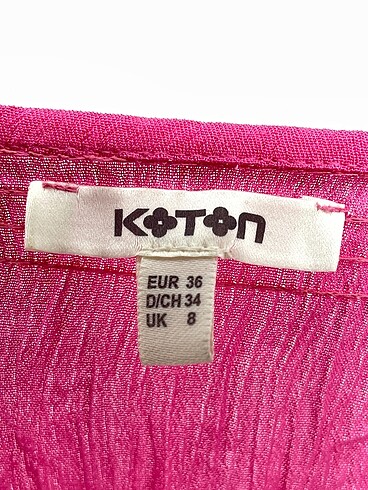 KOTON
EUR 36
D/CH 34
UK 8